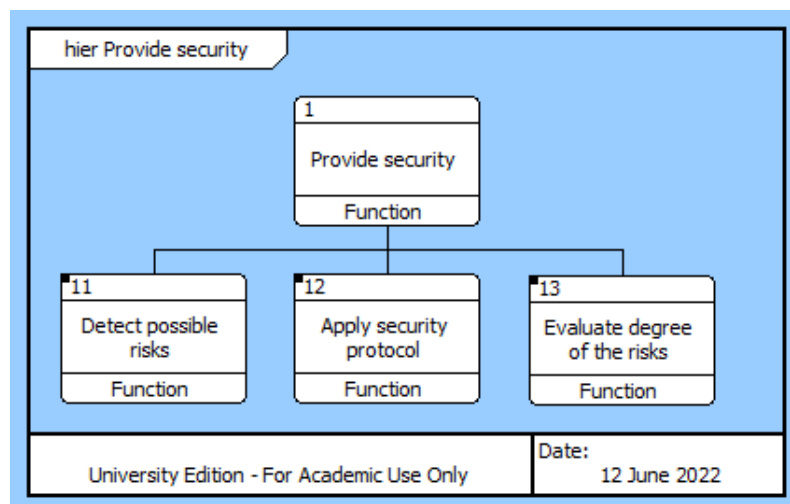 hier Provide security
1
Provide security
Function
11
Detect possible
risks
Function
12
Apply security
protocol
Function
13
Evaluate degree
of the risks
Function
University Edition - For Academic Use Only
Date:
12 June 2022